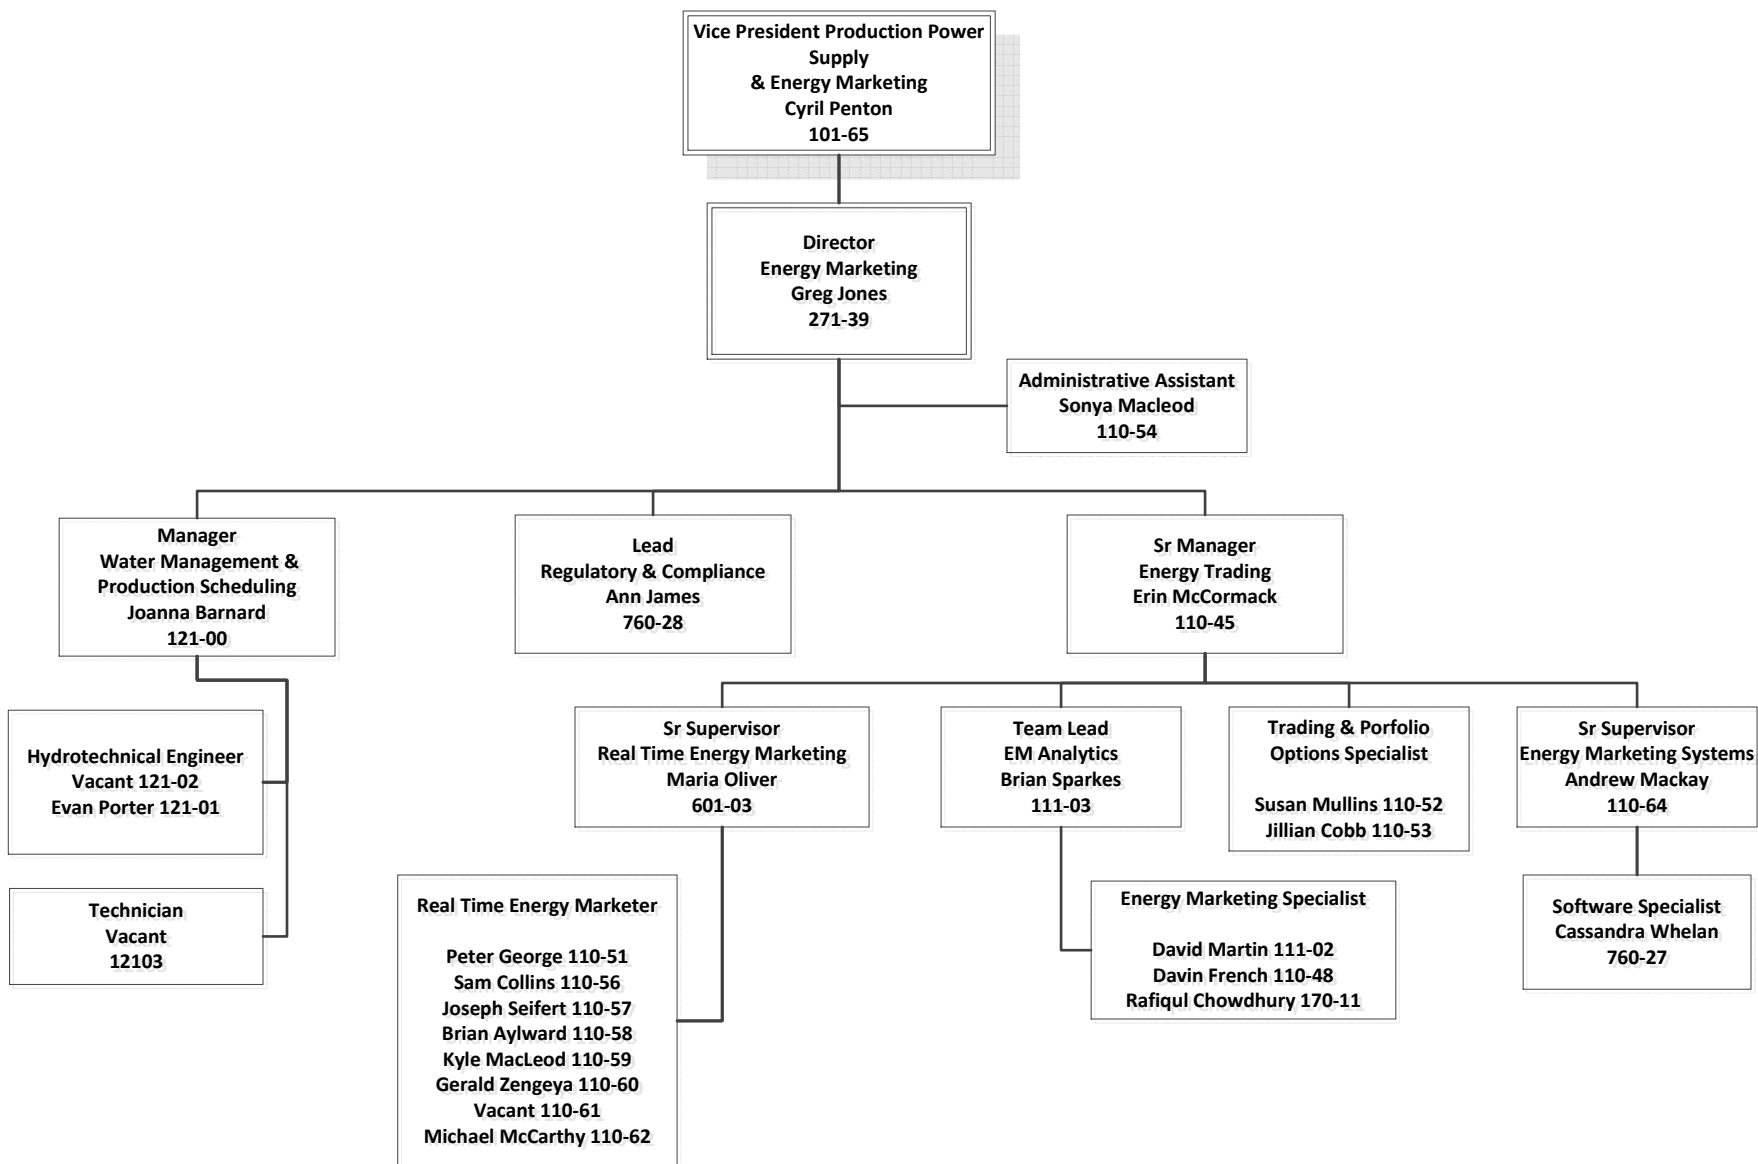 Vice President Production Power
Supply
& Energy Marketing
Cyril Penton
101-65
Director
Energy Marketing
Greg Jones
271-39
Administrative Assistant
Sonya Macleod
110-54
Manager
Water Management &
Production Scheduling
Joanna Barnard
121-00
Lead
Regulatory & Compliance
Ann James
760-28
Sr Manager
Energy Trading
Erin McCormack
110-45
Hydrotechnical Engineer
Vacant 121-02
Evan Porter 121-01
Technician
Vacant
12103
Sr Supervisor
Real Time Energy Marketing
Maria Oliver
601-03
Team Lead
EM Analytics
Brian Sparkes
111-03
Trading & Porfolio
Options Specialist
Susan Mullins 110-52
Jillian Cobb 110-53
Sr Supervisor
Energy Marketing Systems
Andrew Mackay
110-64
Real Time Energy Marketer
Peter George 110-51
Sam Collins 110-56
Joseph Seifert 110-57
Brian Aylward 110-58
Kyle MacLeod 110-59
Gerald Zengeya 110-60
Vacant 110-61
Michael McCarthy 110-62
Energy Marketing Specialist
David Martin 111-02
Davin French 110-48
Rafiqul Chowdhury 170-11
Software Specialist
Cassandra Whelan
760-27